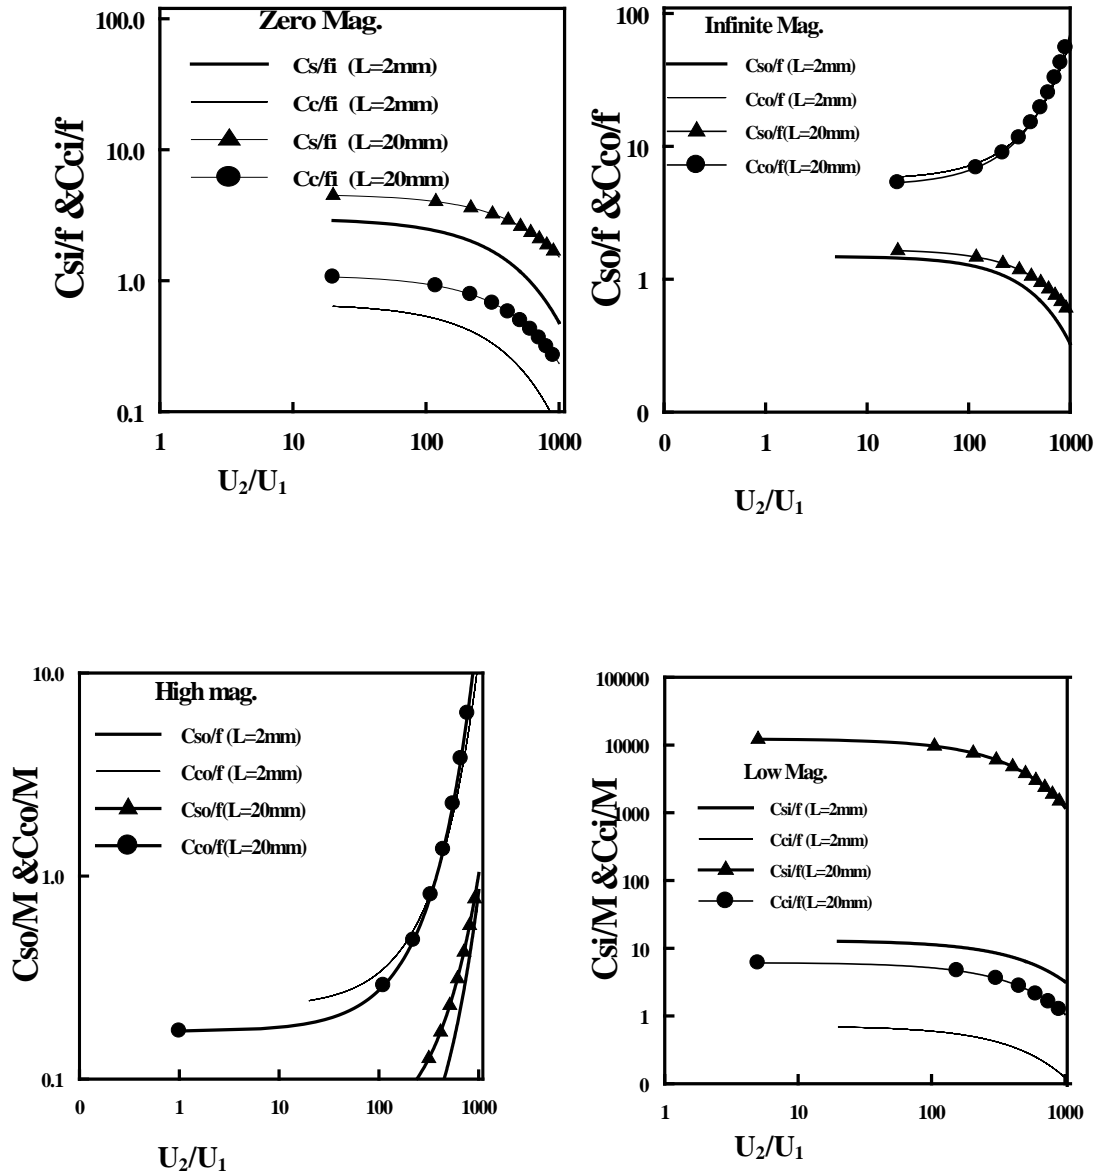 Zero Mag.
Cs/fi (L=2mm)
Cc/fi (L=2mm)
Cs/fi (L=20mm)
Cc/fi (L=20mm)
Csi/f &Cci/f
100.0
10.0
1.0
0.1
1 10 100 1000
U2/U1
Infinite Mag.
Cso/f (L=2mm)
Cco/f (L=2mm)
Cso/f(L=20mm)
Cco/f(L=20mm)
Cso/f &Cco/f
100
10
1
0
0 1 10 100 1000
U2/U1
High mag.
Cso/f (L=2mm)
Cco/f (L=2mm)
Cso/f(L=20mm)
Cco/f(L=20mm)
Cso/M &Cco/M
10.0
1.0
0.1
0 1 10 100 1000
U2/U1
Low Mag.
Csi/f (L=2mm)
Cci/f (L=2mm)
Csi/f(L=20mm)
Cci/f(L=20mm)
Csi/M &Cci/M
100000
10000
1000
100
10
1
0
1 10 100 1000
U2/U1